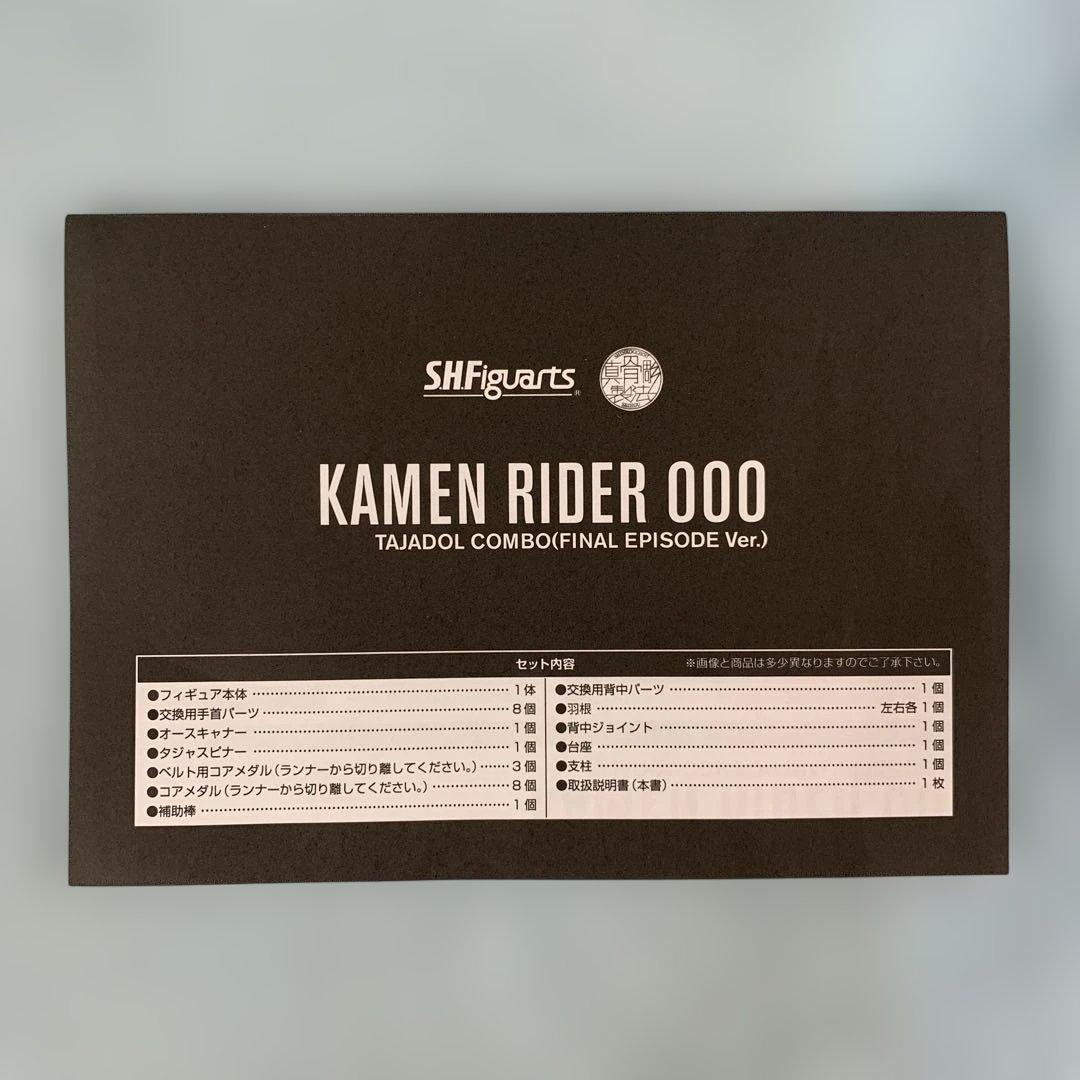 S.H.Figuarts®
真骨彫
製法
KAMEN RIDER OOO
TAJADOL COMBO(FINAL EPISODE Ver.)
セット内容
※画像と商品は多少異なりますのでご了承下さい。
●フィギュア本体 1体
●交換用手首パーツ 8個
●オースキャナー 1個
●タジャスピナー 1個
●ベルト用コアメダル(ランナーから切り離してください。) 3個
●コアメダル(ランナーから切り離してください。) 8個
●補助棒 1個
●交換用背中パーツ 1個
●羽根 左右各 1個
●背中ジョイント 1個
●台座 1個
●支柱 1個
●取扱説明書(本書) 1枚